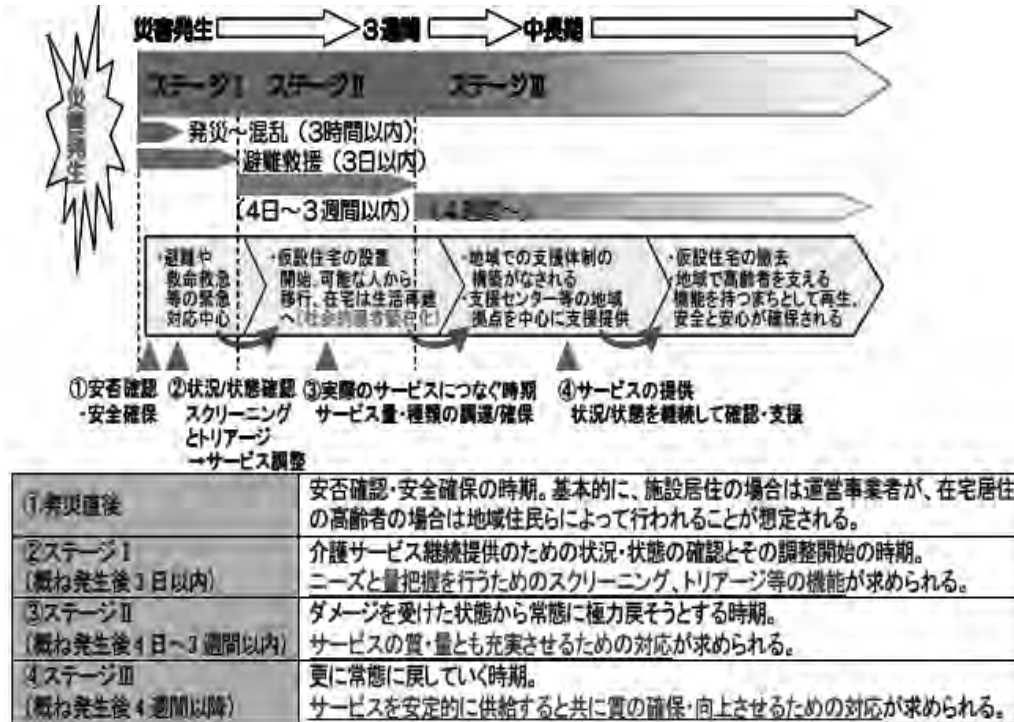 災害発生 3週間 中長期
ステージⅠ ステージⅡ ステージⅢ
災害発生
発災～混乱（3時間以内）
避難救援（3日以内）
（4日～3週間以内）（4週間～）
・避難や
救命救急
等の緊急
対応中心
・仮設住宅の設置
開始、可能な人から
移行、在宅は生活再建
へ
・地域での支援体制の
構築がなされる
・支援センター等の地域
拠点を中心に支援提供
・仮設住宅の撤去
地域で高齢者を支える
機能を持つまちとして再生、
安全と安心が確保される
①安否確認
・安全確保
②状況/状態確認
スクリーニング
とトリアージ
→サービス調整
③実際のサービスにつなぐ時期
サービス量・種類の調達/確保
④サービスの提供
状況/状態を継続して確認・支援
①発災直後
安否確認・安全確保の時期。基本的に、施設居住の場合は運営事業者が、在宅居住
の高齢者の場合は地域住民らによって行われることが想定される。
②ステージⅠ
（概ね発生後3日以内）
介護サービス継続提供のための状況・状態の確認とその調整開始の時期。
ニーズと量把握を行うためのスクリーニング、トリアージ等の機能が求められる。
③ステージⅡ
（概ね発生後4日～3週間以内）
ダメージを受けた状態から常態に極力戻そうとする時期。
サービスの質・量とも充実させるための対応が求められる。
④ステージⅢ
（概ね発生後4週間以降）
更に常態に戻していく時期。
サービスを安定的に供給すると共に質の確保・向上させるための対応が求められる。